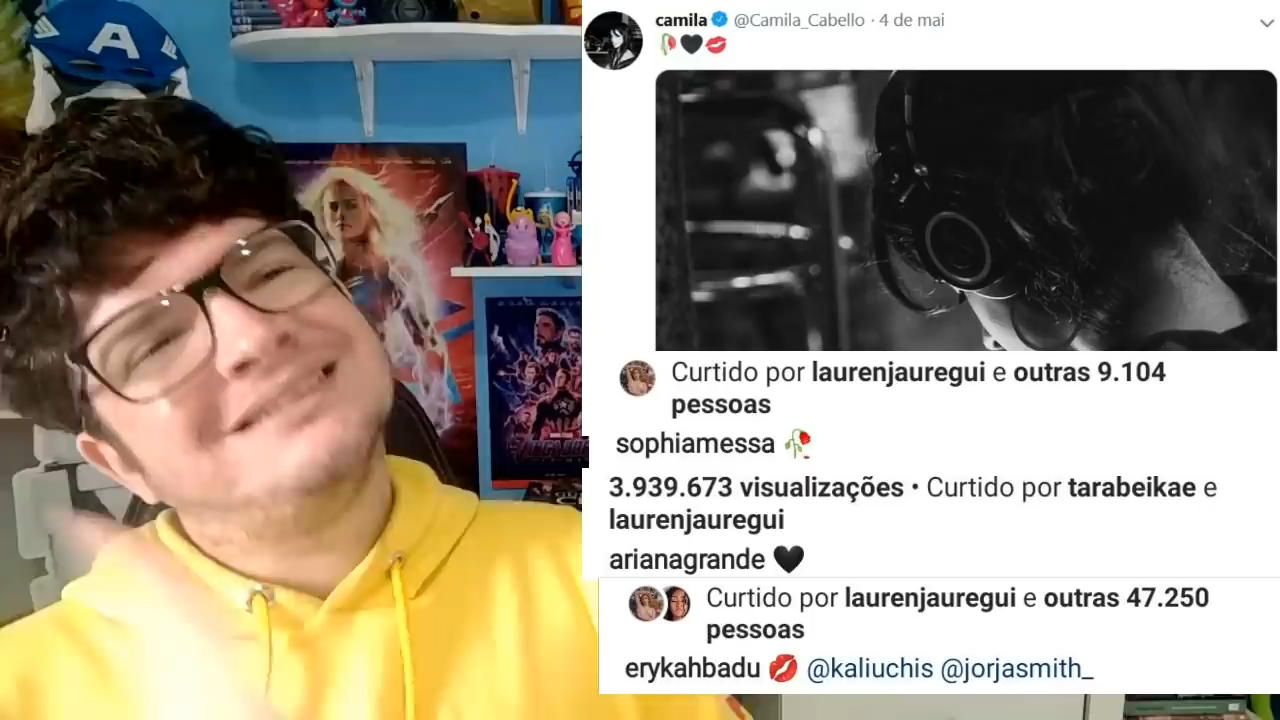 camila @Camila_Cabello · 4 de mai
🥀🖤💋
Curtido por laurenjauregui e outras 9.104
pessoas
sophiamessa 🥀
3.939.673 visualizações • Curtido por tarabeikae e
laurenjauregui
arianagrande 🖤
Curtido por laurenjauregui e outras 47.250
pessoas
erykahbadu 💋 @kaliuchis @jorjasmith_
A